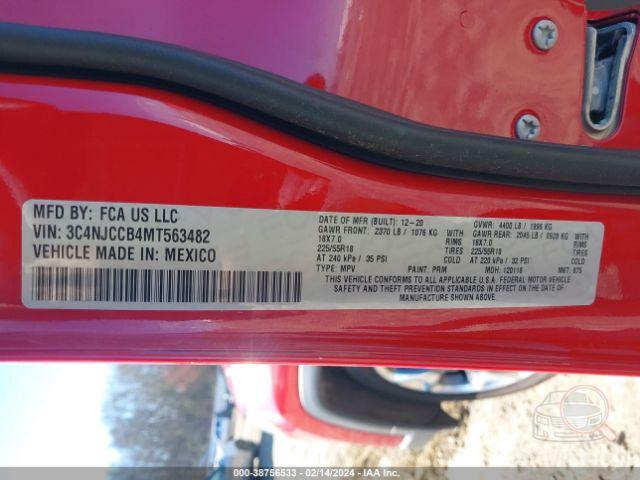 MFD BY: FCA US LLC
VIN: 3C4NJCCB4MT563482
VEHICLE MADE IN: MEXICO
DATE OF MFR (BUILT): 12-20
GVWR: 4400 LB / 1996 KG
GAWR FRONT: 2370 LB / 1076 KG
GAWR REAR: 2045 LB / 0928 KG
18X7.0 RIMS 18X7.0 RIMS
225/55R18 TIRES 225/55R18 TIRES
AT 240 kPa / 35 PSI COLD AT 220 kPa / 32 PSI COLD
TYPE: MPV PAINT: PRM MDH: 120118 MKT: 875
THIS VEHICLE CONFORMS TO ALL APPLICABLE U.S.A. FEDERAL MOTOR VEHICLE
SAFETY AND THEFT PREVENTION STANDARDS IN EFFECT ON THE DATE OF
MANUFACTURE SHOWN ABOVE.
000-38756533 - 02/14/2024 - IAA Inc.